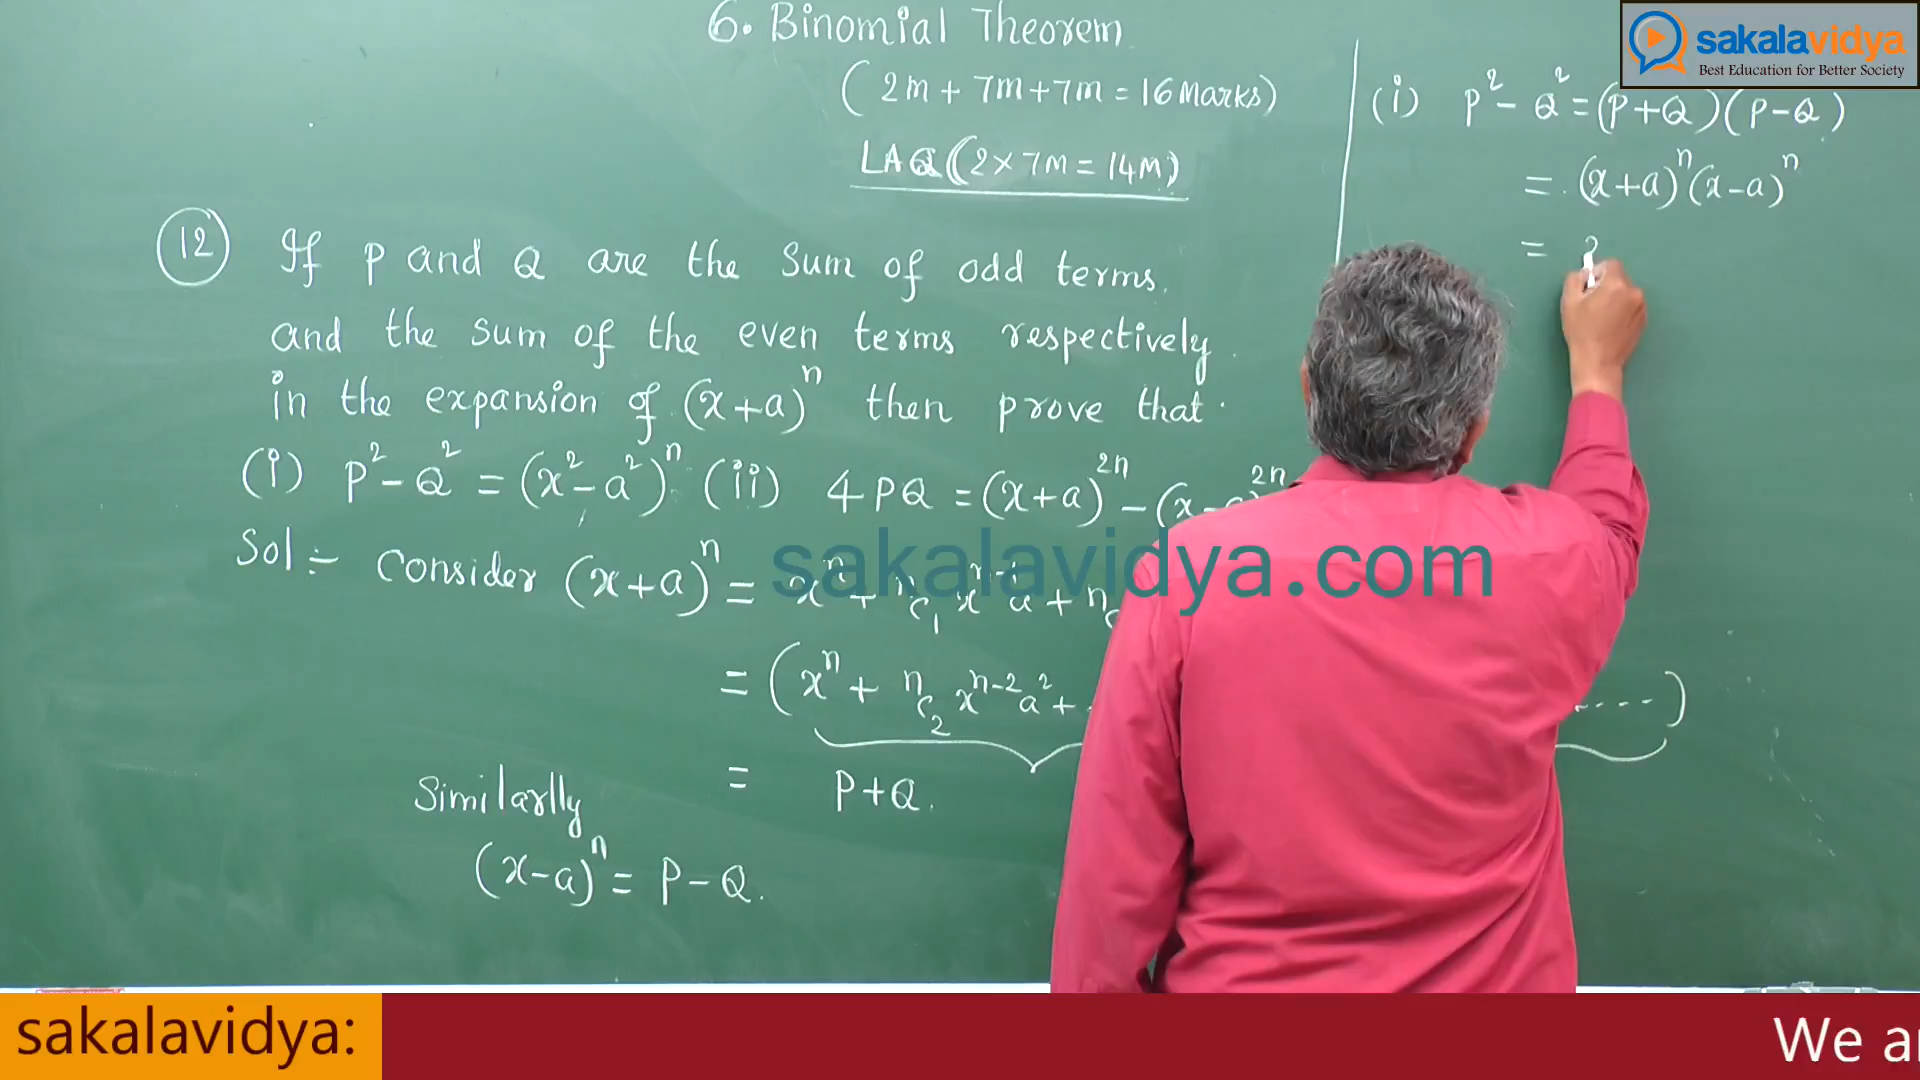 6. Binomial Theorem
(2m + 7m + 7m = 16 Marks)
LAQ (2 × 7M = 14M)
12 If P and Q are the sum of odd terms.
and the sum of the even terms respectively.
in the expansion of (x+a)^n then prove that.
(i) P² - Q² = (x² - a²)^n (ii) 4PQ = (x+a)^2n - (x-a)^2n
Sol :- Consider (x+a)^n = x^n + nC1 x^n-1 a + nC
= (x^n + nC2 x^n-2 a² + ....)
= P+Q.
Similarlly
(x-a)^n = P-Q.
(i) P² - Q² = (P+Q)(P-Q)
= (x+a)^n (x-a)^n
=
sakalavidya
Best Education for Better Society
sakalavidya.com
sakalavidya:
We